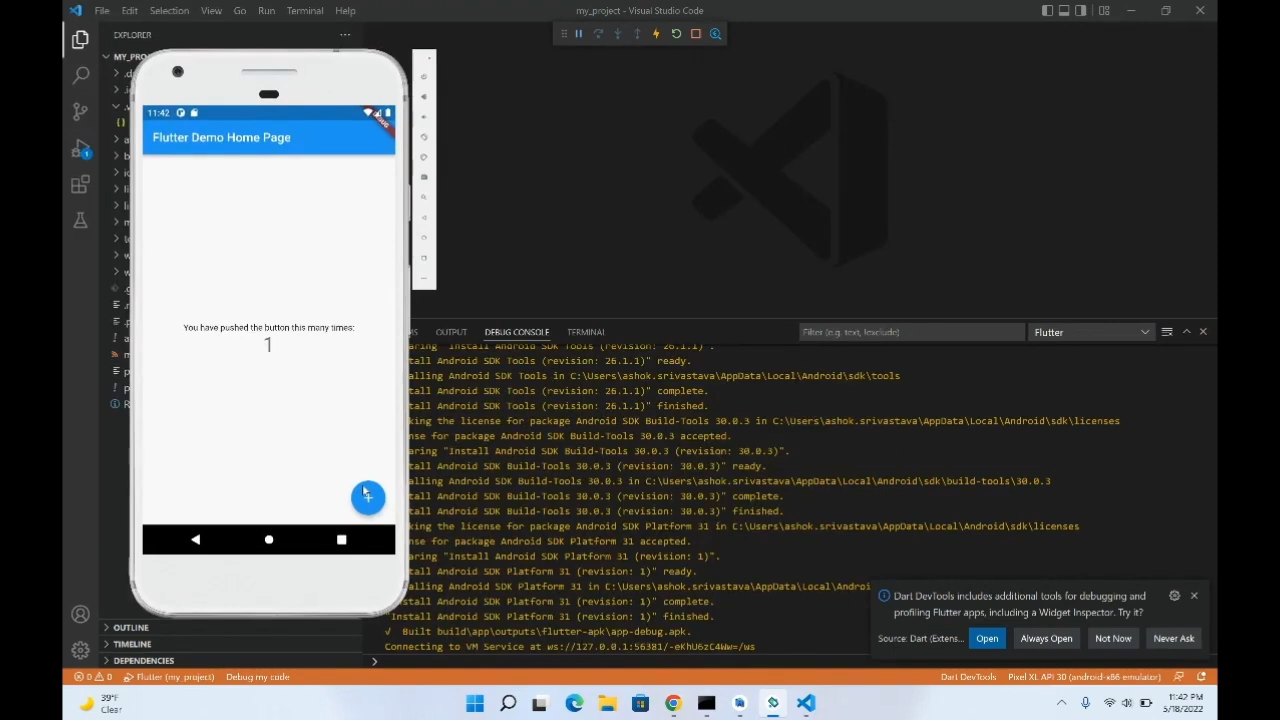 File Edit Selection View Go Run Terminal Help
my_project - Visual Studio Code
EXPLORER
MY_PRO
11:42
DEBUG
Flutter Demo Home Page
You have pushed the button this many times:
1
MS OUTPUT DEBUG CONSOLE TERMINAL
Filter (e.g. text, !exclude)
Flutter
aring "Install Android SDK Tools (revision: 26.1.1)".
tall Android SDK Tools (revision: 26.1.1)" ready.
alling Android SDK Tools in C:\Users\ashok.srivastava\AppData\Local\Android\sdk\tools
tall Android SDK Tools (revision: 26.1.1)" complete.
tall Android SDK Tools (revision: 26.1.1)" finished.
king the license for package Android SDK Build-Tools 30.0.3 in C:\Users\ashok.srivastava\AppData\Local\Android\sdk\licenses
nse for package Android SDK Build-Tools 30.0.3 accepted.
aring "Install Android SDK Build-Tools 30.0.3 (revision: 30.0.3)".
tall Android SDK Build-Tools 30.0.3 (revision: 30.0.3)" ready.
alling Android SDK Build-Tools 30.0.3 in C:\Users\ashok.srivastava\AppData\Local\Android\sdk\build-tools\30.0.3
tall Android SDK Build-Tools 30.0.3 (revision: 30.0.3)" complete.
tall Android SDK Build-Tools 30.0.3 (revision: 30.0.3)" finished.
king the license for package Android SDK Platform 31 in C:\Users\ashok.srivastava\AppData\Local\Android\sdk\licenses
nse for package Android SDK Platform 31 accepted.
aring "Install Android SDK Platform 31 (revision: 1)".
tall Android SDK Platform 31 (revision: 1)" ready.
alling Android SDK Platform 31 in C:\Users\ashok.srivastava\AppData\Local\Androi
nstall Android SDK Platform 31 (revision: 1)" complete.
"Install Android SDK Platform 31 (revision: 1)" finished.
√ Built build\app\outputs\flutter-apk\app-debug.apk.
Connecting to VM Service at ws://127.0.0.1:56381/-eKhU6zC4Ww=/ws
Dart DevTools includes additional tools for debugging and
profiling Flutter apps, including a Widget Inspector. Try it?
Source: Dart (Extens... Open Always Open Not Now Never Ask
OUTLINE
TIMELINE
DEPENDENCIES
0 0 Flutter (my_project) Debug my code
Dart DevTools Pixel XL API 30 (android-x86 emulator)
39°F
Clear
11:42 PM
5/18/2022